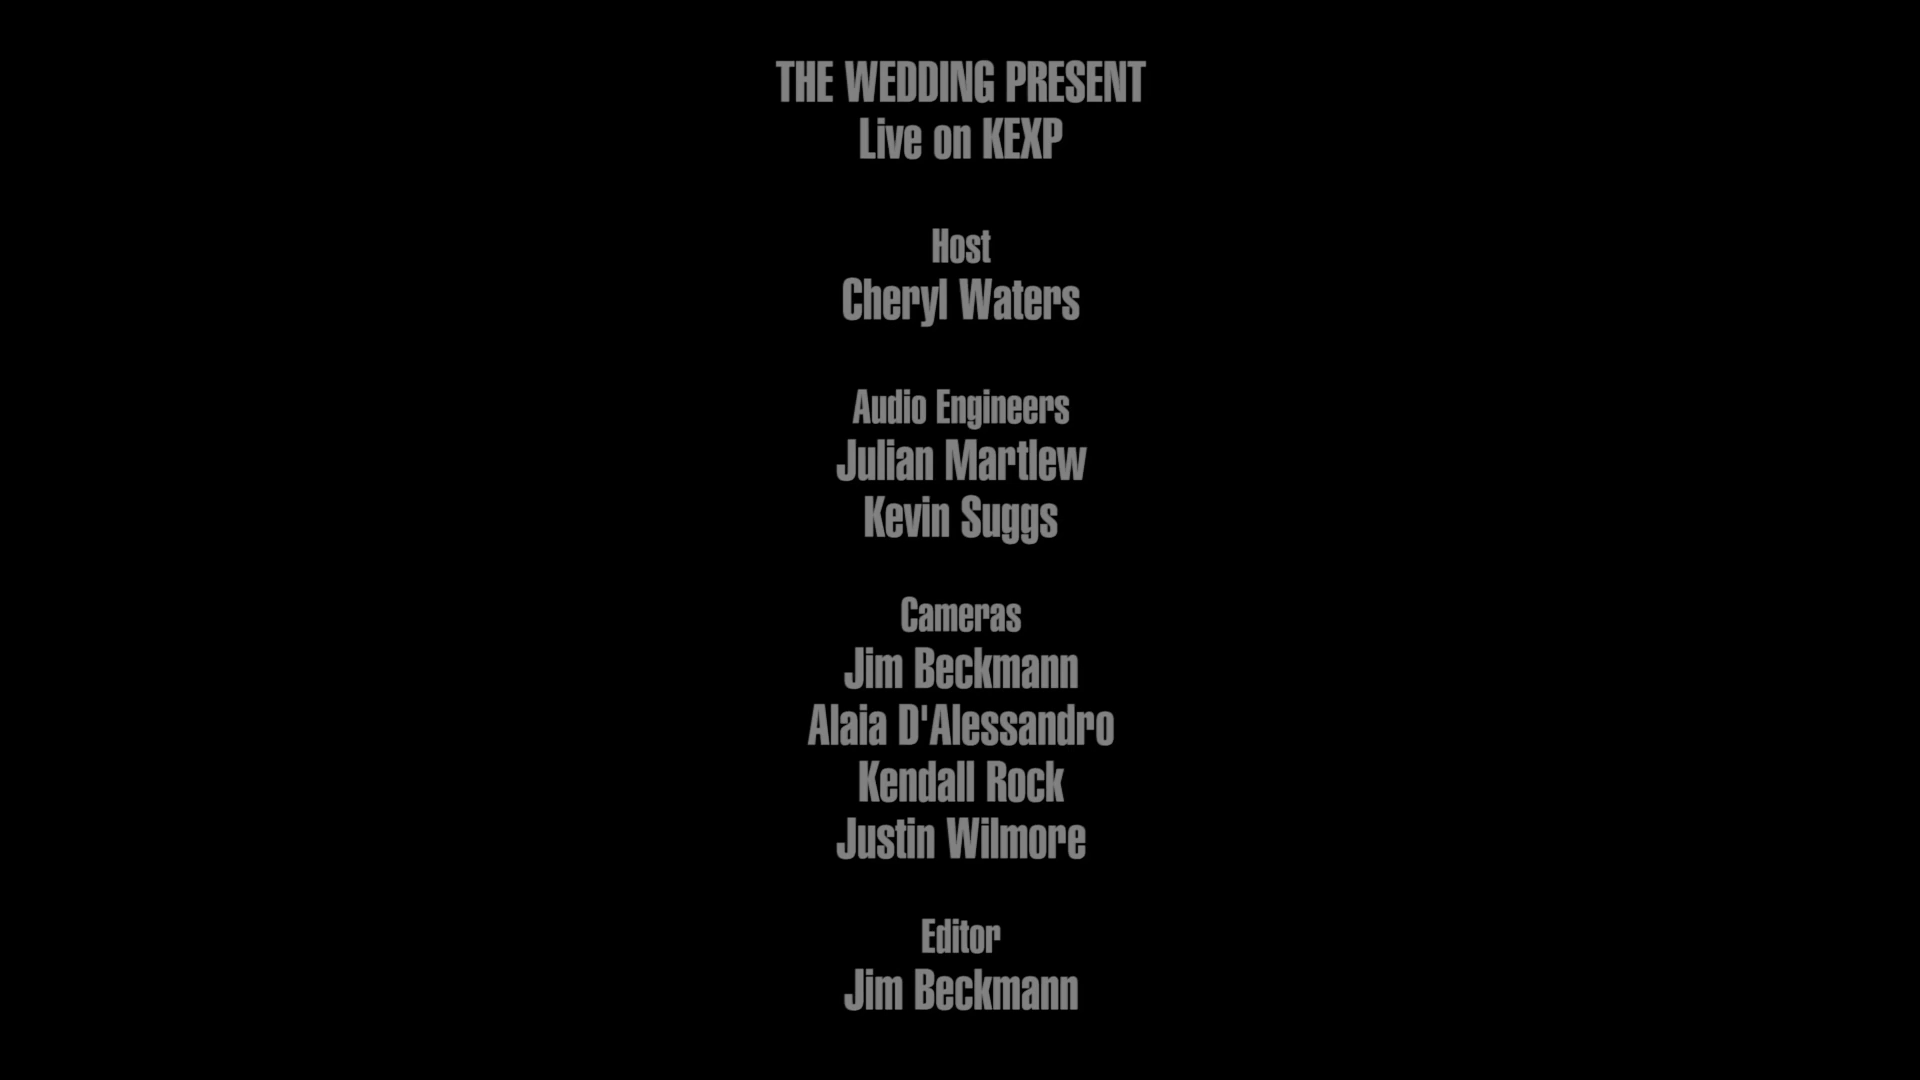 THE WEDDING PRESENT
Live on KEXP
Host
Cheryl Waters
Audio Engineers
Julian Martlew
Kevin Suggs
Cameras
Jim Beckmann
Alaia D'Alessandro
Kendall Rock
Justin Wilmore
Editor
Jim Beckmann